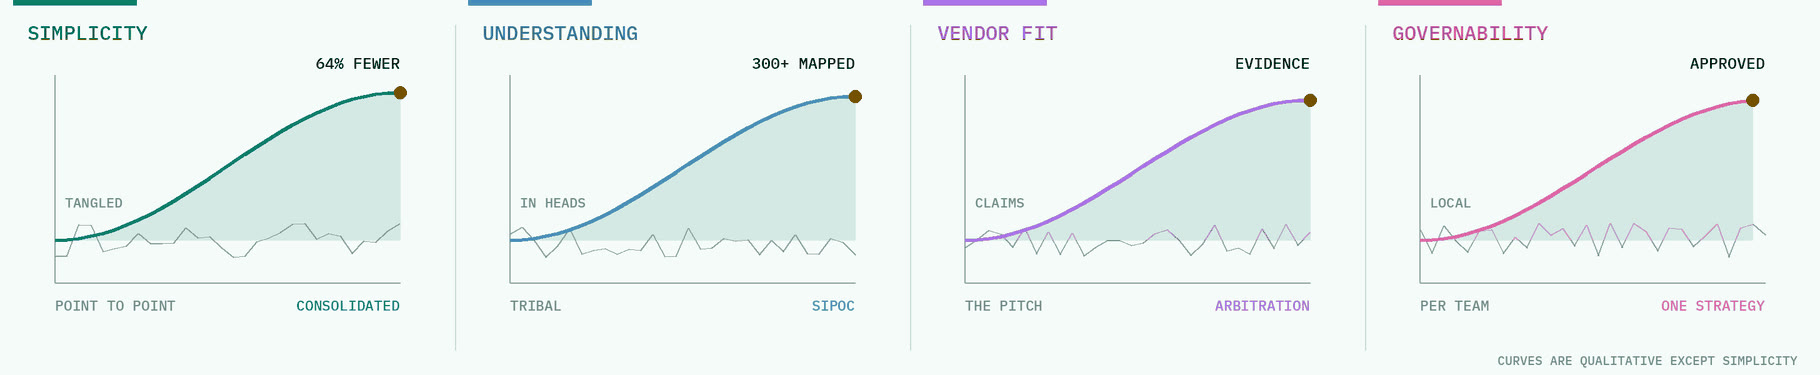 SIMPLICITY
64% FEWER
TANGLED
POINT TO POINT
CONSOLIDATED
UNDERSTANDING
300+ MAPPED
IN HEADS
TRIBAL
SIPOC
VENDOR FIT
EVIDENCE
CLAIMS
THE PITCH
ARBITRATION
GOVERNABILITY
APPROVED
LOCAL
PER TEAM
ONE STRATEGY
CURVES ARE QUALITATIVE EXCEPT SIMPLICITY